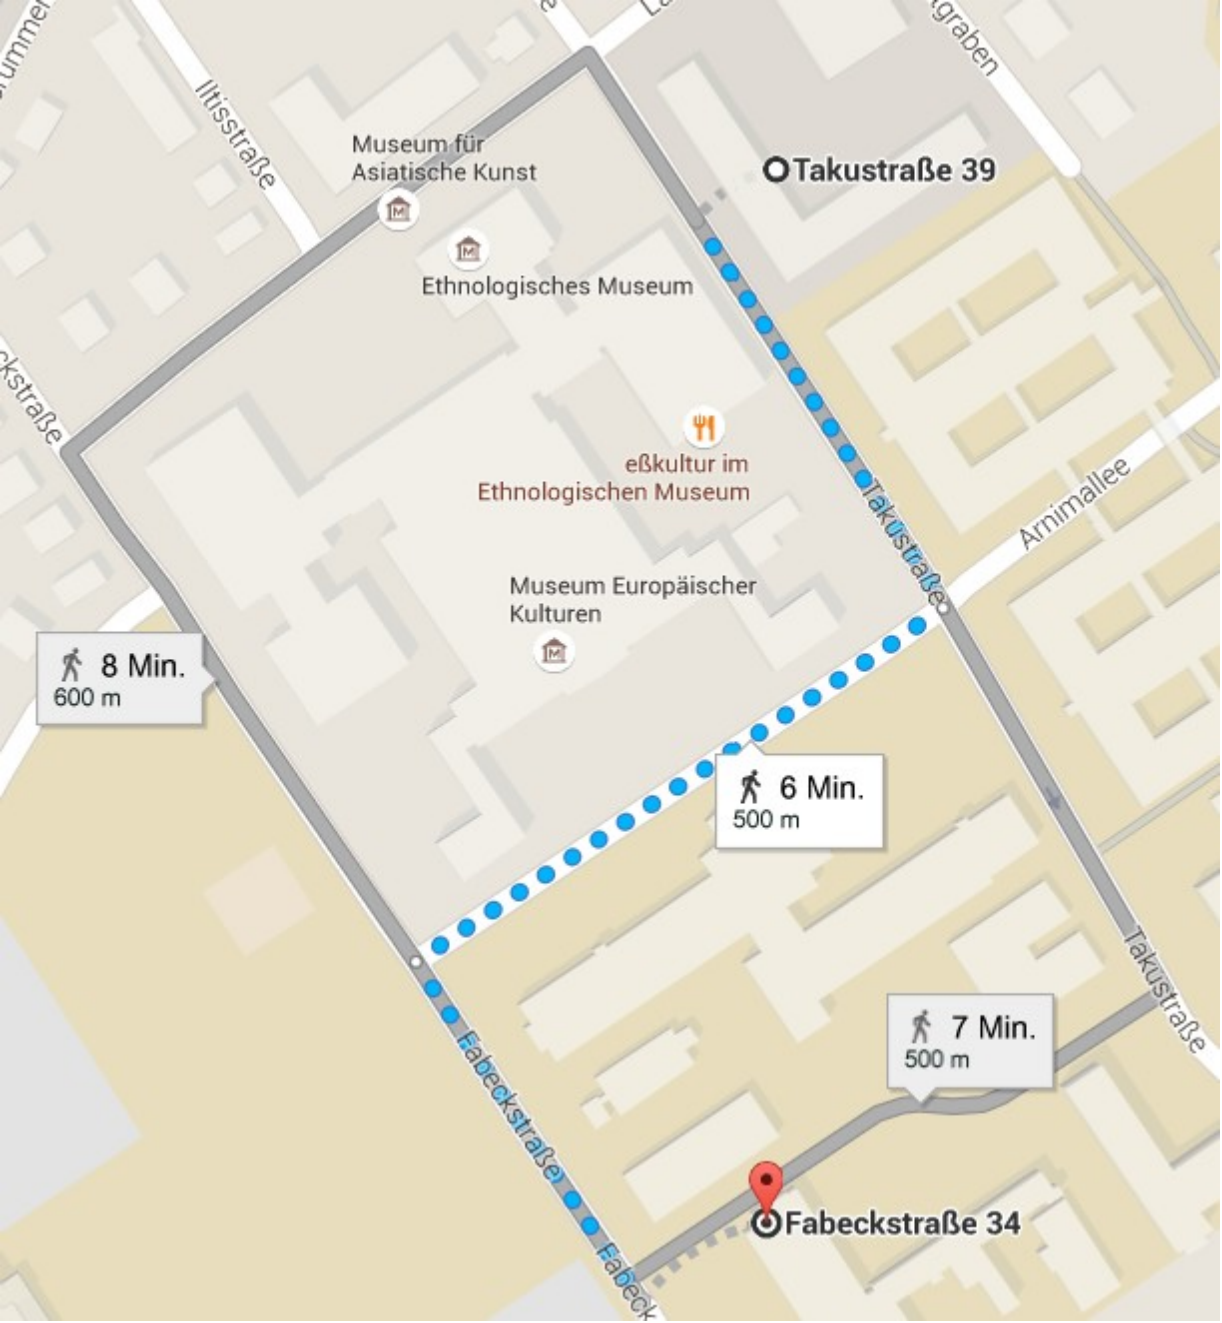 Iltisstraße
Museum für
Asiatische Kunst
Takustraße 39
Ethnologisches Museum
eßkultur im
Ethnologischen Museum
Takustraße
Arnimallee
Museum Europäischer
Kulturen
8 Min.
600 m
6 Min.
500 m
Takustraße
7 Min.
500 m
Fabeckstraße
Fabeckstraße 34
Fabeck